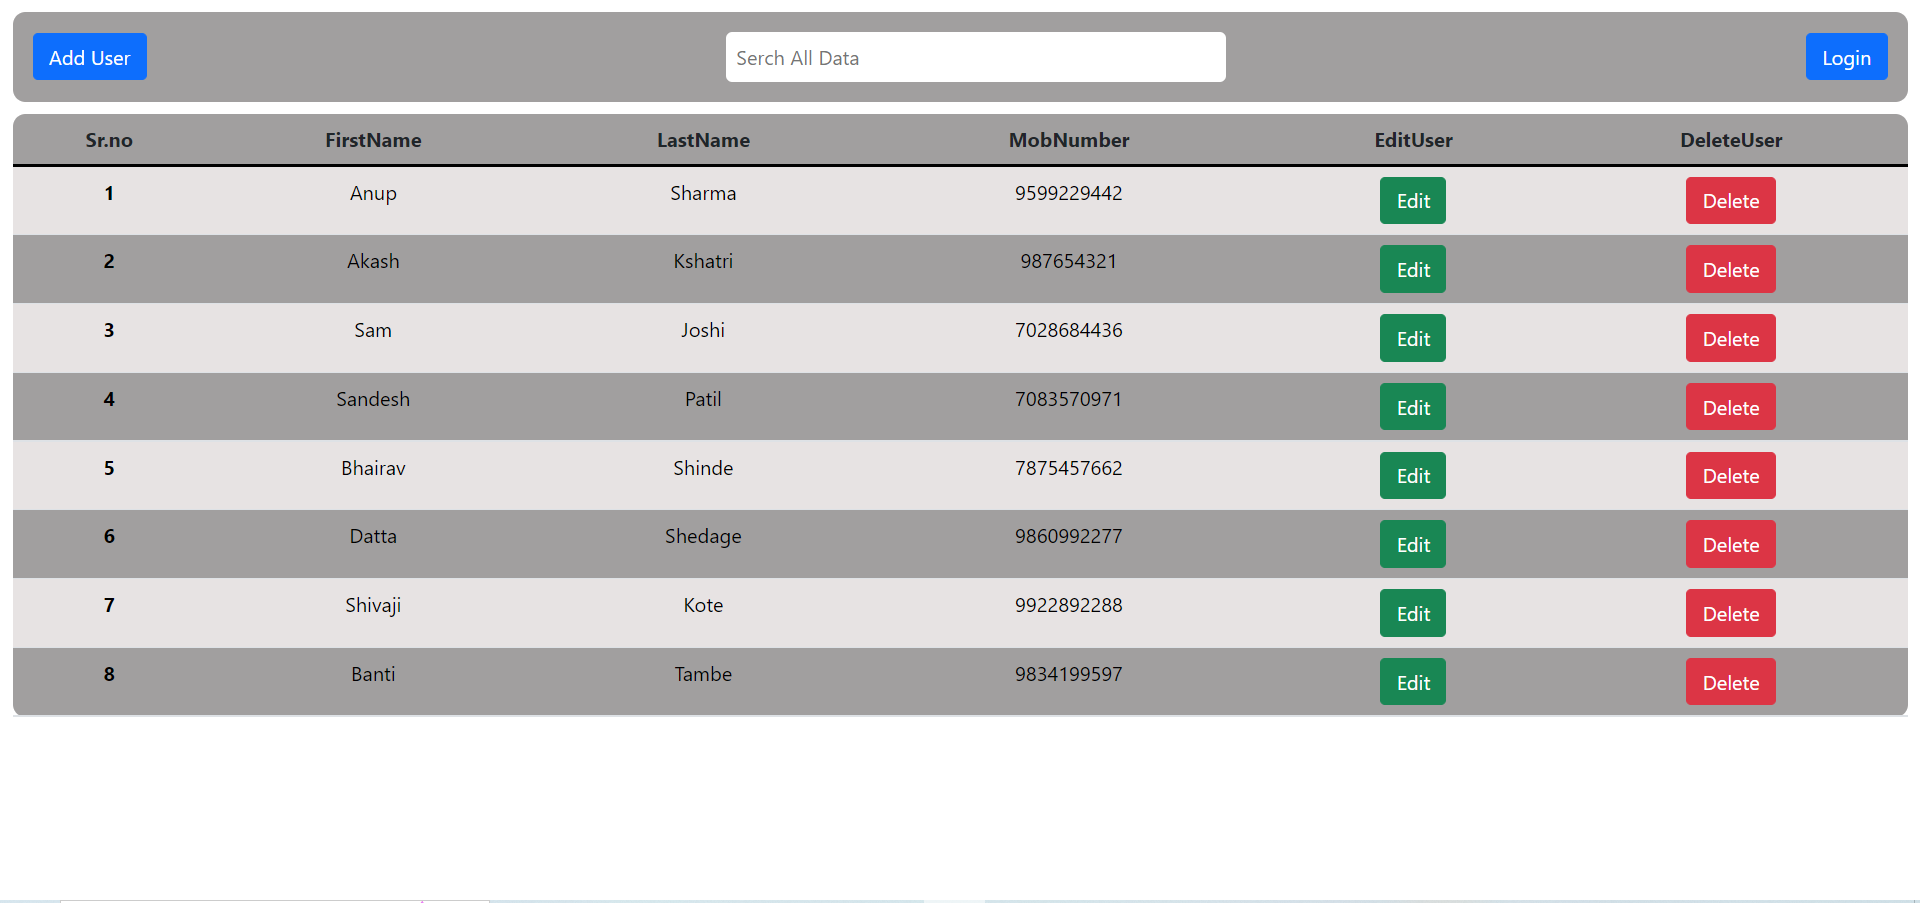 Add User Serch All Data Login
Sr.no FirstName LastName MobNumber EditUser DeleteUser
1 Anup Sharma 9599229442 Edit Delete
2 Akash Kshatri 987654321 Edit Delete
3 Sam Joshi 7028684436 Edit Delete
4 Sandesh Patil 7083570971 Edit Delete
5 Bhairav Shinde 7875457662 Edit Delete
6 Datta Shedage 9860992277 Edit Delete
7 Shivaji Kote 9922892288 Edit Delete
8 Banti Tambe 9834199597 Edit Delete